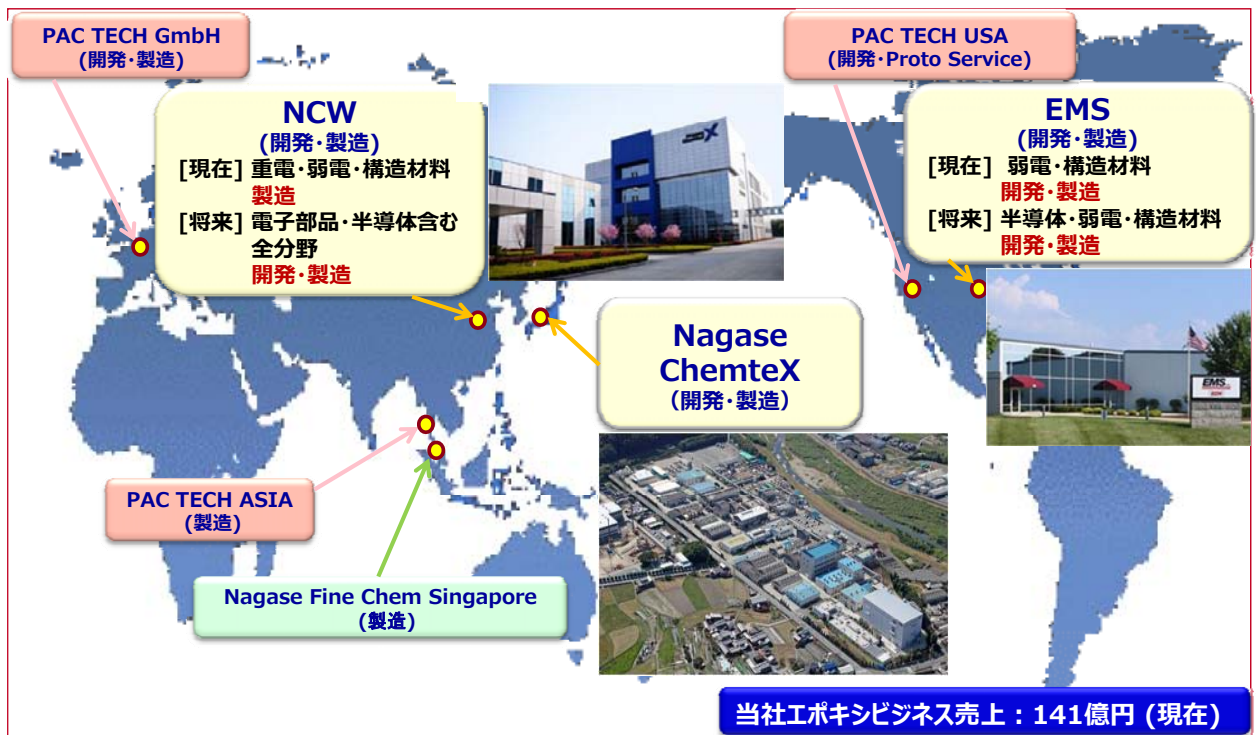 PAC TECH GmbH
(開発・製造)
PAC TECH USA
(開発・Proto Service)
NCW
(開発・製造)
[現在] 重電・弱電・構造材料
製造
[将来] 電子部品・半導体含む
全分野
開発・製造
EMS
(開発・製造)
[現在] 弱電・構造材料
開発・製造
[将来] 半導体・弱電・構造材料
開発・製造
Nagase
ChemteX
(開発・製造)
EMS
PAC TECH ASIA
(製造)
Nagase Fine Chem Singapore
(製造)
当社エポキシビジネス売上：141億円 (現在)